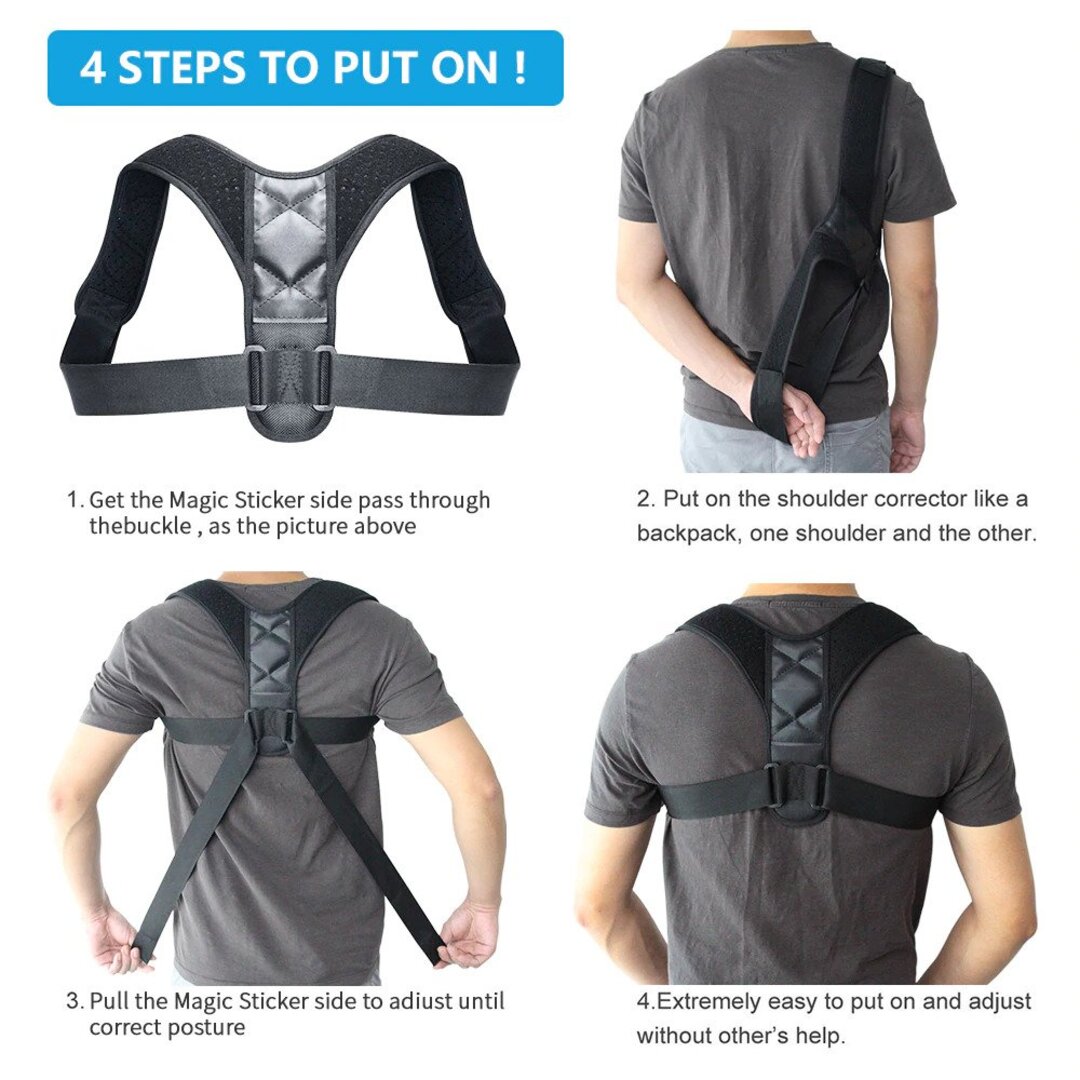 4 STEPS TO PUT ON !
1. Get the Magic Sticker side pass through
thebuckle , as the picture above
2. Put on the shoulder corrector like a
backpack, one shoulder and the other.
3. Pull the Magic Sticker side to adiust until
correct posture
4.Extremely easy to put on and adjust
without other’s help.